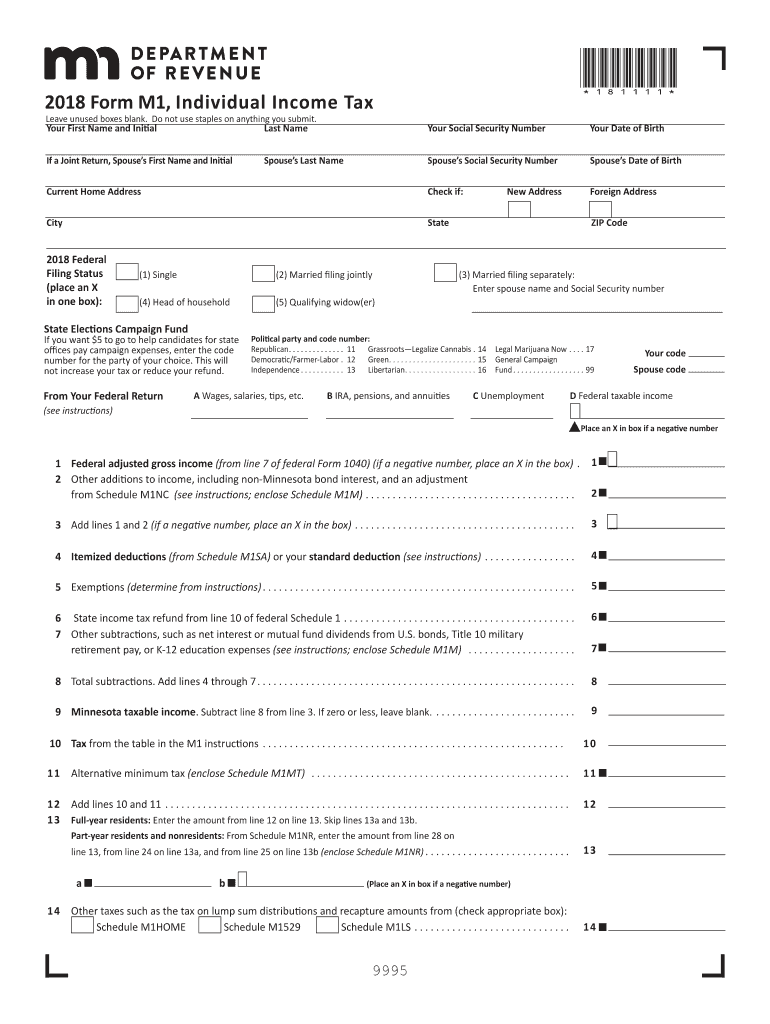 DEPARTMENT
OF REVENUE
*181111*
2018 Form M1, Individual Income Tax
Leave unused boxes blank. Do not use staples on anything you submit.
Your First Name and Initial Last Name Your Social Security Number Your Date of Birth
If a Joint Return, Spouse's First Name and Initial Spouse's Last Name Spouse's Social Security Number Spouse's Date of Birth
Current Home Address Check if: New Address Foreign Address
City State ZIP Code
2018 Federal
Filing Status
(place an X
in one box):
(1) Single (2) Married filing jointly (3) Married filing separately:
Enter spouse name and Social Security number
(4) Head of household (5) Qualifying widow(er)
State Elections Campaign Fund
If you want $5 to go to help candidates for state
offices pay campaign expenses, enter the code
number for the party of your choice. This will
not increase your tax or reduce your refund.
Political party and code number:
Republican. . . . . . . . . . . . . 11 Grassroots—Legalize Cannabis . 14 Legal Marijuana Now . . . . 17
Democratic/Farmer-Labor . 12 Green. . . . . . . . . . . . . . . . . . . . 15 General Campaign
Independence . . . . . . . . . . . 13 Libertarian. . . . . . . . . . . . . . . . 16 Fund . . . . . . . . . . . . . . . . . 99
Your code
Spouse code
From Your Federal Return
(see instructions)
A Wages, salaries, tips, etc. B IRA, pensions, and annuities C Unemployment D Federal taxable income
Place an X in box if a negative number
1 Federal adjusted gross income (from line 7 of federal Form 1040) (if a negative number, place an X in the box) . 1
2 Other additions to income, including non-Minnesota bond interest, and an adjustment
from Schedule M1NC (see instructions; enclose Schedule M1M) . . . . . . . . . . . . . . . . . . . . 2
3 Add lines 1 and 2 (if a negative number, place an X in the box) . . . . . . . . . . . . . . . . . . . . 3
4 Itemized deductions (from Schedule M1SA) or your standard deduction (see instructions) . . . . . . . . . . . . . . . . . 4
5 Exemptions (determine from instructions) . . . . . . . . . . . . . . . . . . . . 5
6 State income tax refund from line 10 of federal Schedule 1 . . . . . . . . . . . . . . . . . . . . 6
7 Other subtractions, such as net interest or mutual fund dividends from U.S. bonds, Title 10 military
retirement pay, or K-12 education expenses (see instructions; enclose Schedule M1M) . . . . . . . . . . . . . . . . . . . . 7
8 Total subtractions. Add lines 4 through 7 . . . . . . . . . . . . . . . . . . . . 8
9 Minnesota taxable income. Subtract line 8 from line 3. If zero or less, leave blank. . . . . . . . . . . . . . . . . . . . . 9
10 Tax from the table in the M1 instructions . . . . . . . . . . . . . . . . . . . . 10
11 Alternative minimum tax (enclose Schedule M1MT) . . . . . . . . . . . . . . . . . . . . 11
12 Add lines 10 and 11 . . . . . . . . . . . . . . . . . . . . 12
13 Full-year residents: Enter the amount from line 12 on line 13. Skip lines 13a and 13b.
Part-year residents and nonresidents: From Schedule M1NR, enter the amount from line 28 on
line 13, from line 24 on line 13a, and from line 25 on line 13b (enclose Schedule M1NR) . . . . . . . . . . . . . . . . . . . . 13
a b (Place an X in box if a negative number)
14 Other taxes such as the tax on lump sum distributions and recapture amounts from (check appropriate box):
Schedule M1HOME Schedule M1529 Schedule M1LS . . . . . . . . . . . . . . . . . . . . 14
9995